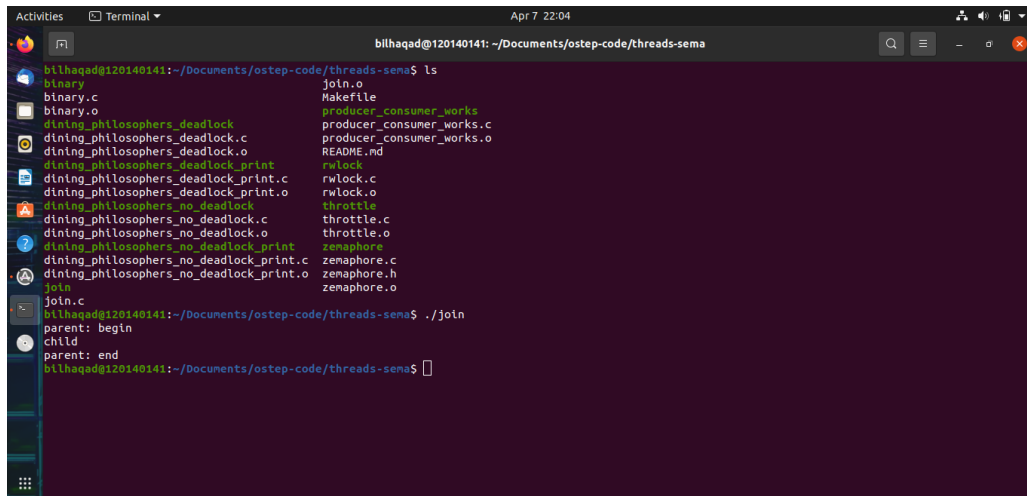 Activities Terminal Apr 7 22:04
bilhaqad@120140141: ~/Documents/ostep-code/threads-sema
bilhaqad@120140141:~/Documents/ostep-code/threads-sema$ ls
binary join.o
binary.c Makefile
binary.o producer_consumer_works
dining_philosophers_deadlock producer_consumer_works.c
dining_philosophers_deadlock.c producer_consumer_works.o
dining_philosophers_deadlock.o README.md
dining_philosophers_deadlock_print rwlock
dining_philosophers_deadlock_print.c rwlock.c
dining_philosophers_deadlock_print.o rwlock.o
dining_philosophers_no_deadlock throttle
dining_philosophers_no_deadlock.c throttle.c
dining_philosophers_no_deadlock.o throttle.o
dining_philosophers_no_deadlock_print zemaphore
dining_philosophers_no_deadlock_print.c zemaphore.c
dining_philosophers_no_deadlock_print.o zemaphore.h
join zemaphore.o
join.c
bilhaqad@120140141:~/Documents/ostep-code/threads-sema$ ./join
parent: begin
child
parent: end
bilhaqad@120140141:~/Documents/ostep-code/threads-sema$